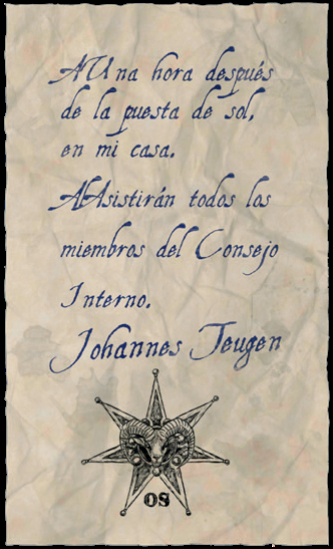 AUna hora después
de la puesta de sol,
en mi casa.
AAsistirán todos los
miembros del Consejo
Interno.
Johannes Teugen
OS